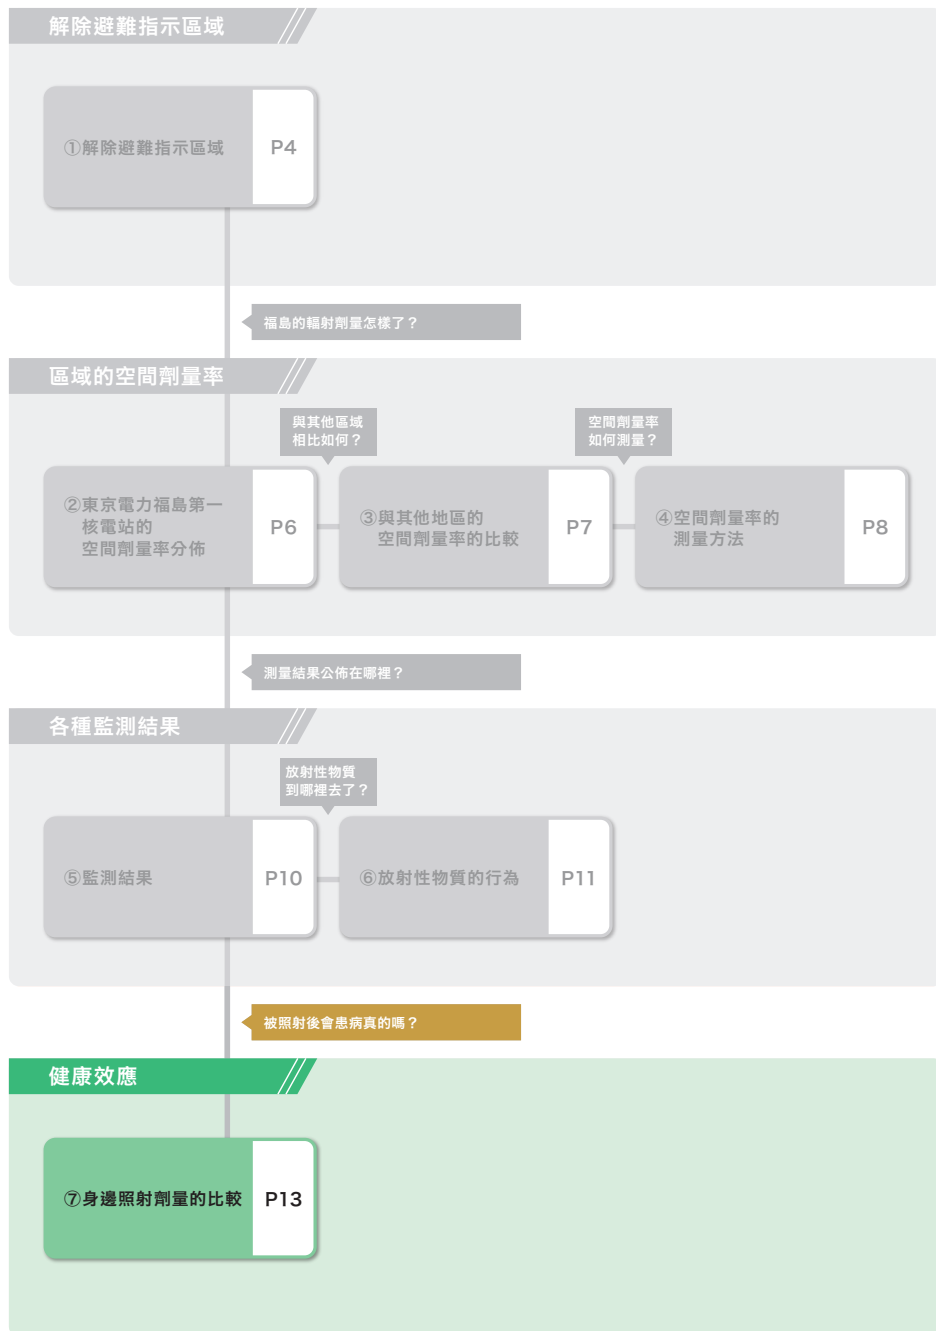 解除避難指示區域
①解除避難指示區域
P4
福島的輻射劑量怎樣了？
區域的空間劑量率
與其他區域
相比如何？
空間劑量率
如何測量？
②東京電力福島第一
核電站的
空間劑量率分佈
P6
③與其他地區的
空間劑量率的比較
P7
④空間劑量率的
測量方法
P8
測量結果公佈在哪裡？
各種監測結果
放射性物質
到哪裡去了？
⑤監測結果
P10
⑥放射性物質的行為
P11
被照射後會患病真的嗎？
健康效應
⑦身邊照射劑量的比較
P13